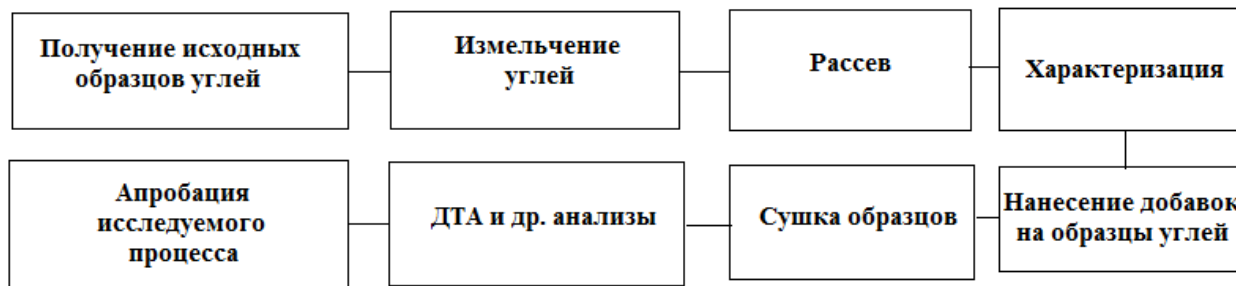 Получение исходных
образцов углей
Измельчение
углей
Рассев
Характеризация
Апробация
исследуемого
процесса
ДТА и др. анализы
Сушка образцов
Нанесение добавок
на образцы углей